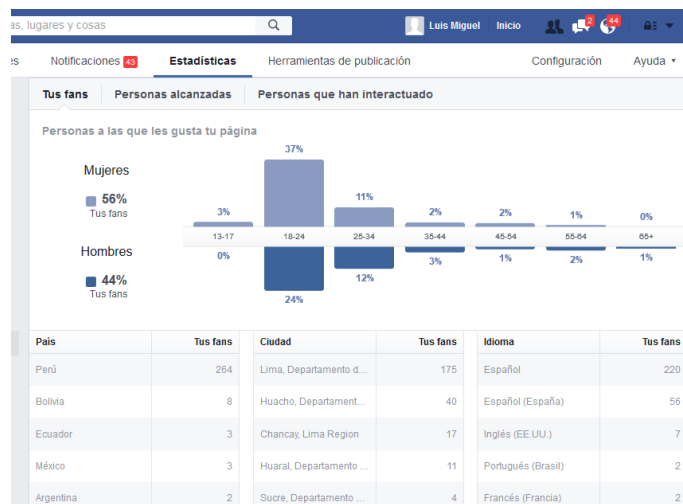 as, lugares y cosas
Luis Miguel Inicio 2 44
es Notificaciones 43 Estadísticas Herramientas de publicación Configuración Ayuda
Tus fans Personas alcanzadas Personas que han interactuado
Personas a las que les gusta tu página
Mujeres
56%
Tus fans
37%
11%
3% 2% 2% 1% 0%
13-17 18-24 25-34 35-44 45-54 55-64 65+
Hombres
44%
Tus fans
0% 3% 1% 2% 1%
12%
24%
País Tus fans Ciudad Tus fans Idioma Tus fans
Perú 264 Lima, Departamento d... 175 Español 220
Bolivia 8 Huacho, Departament... 40 Español (España) 56
Ecuador 3 Chancay, Lima Region 17 Inglés (EE.UU.) 7
México 3 Huaral, Departamento ... 11 Portugués (Brasil) 2
Argentina 2 Sucre, Departamento ... 4 Francés (Francia) 2